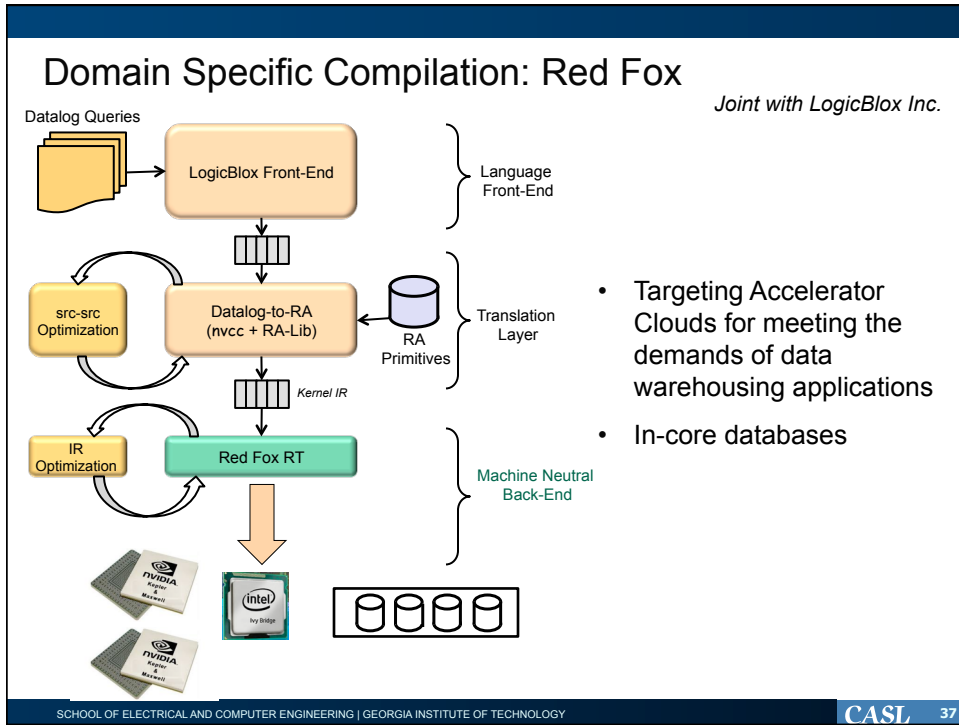 Domain Specific Compilation: Red Fox
Joint with LogicBlox Inc.
Datalog Queries
LogicBlox Front-End
Language
Front-End
src-src
Optimization
Datalog-to-RA
(nvcc + RA-Lib)
RA
Primitives
Translation
Layer
Kernel IR
IR
Optimization
Red Fox RT
Machine Neutral
Back-End
• Targeting Accelerator
Clouds for meeting the
demands of data
warehousing applications
• In-core databases
NVIDIA
Kepler
&
Maxwell
intel
Ivy Bridge
NVIDIA
Kepler
&
Maxwell
SCHOOL OF ELECTRICAL AND COMPUTER ENGINEERING | GEORGIA INSTITUTE OF TECHNOLOGY
CASL
37